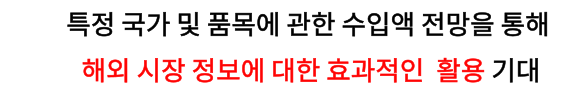 특정 국가 및 품목에 관한 수입액 전망을 통해
해외 시장 정보에 대한 효과적인  활용 기대